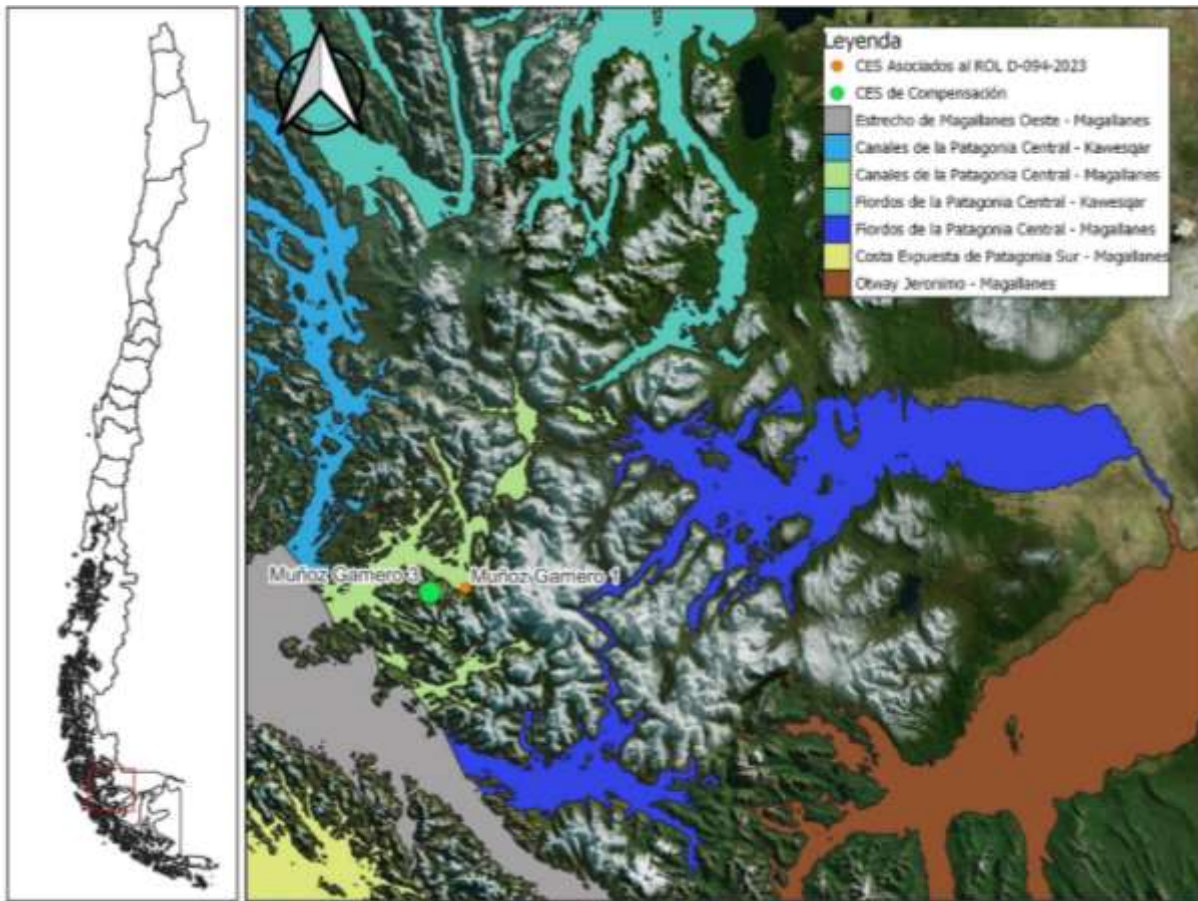 Leyenda
CES Asociados al ROL D-094-2023
CES de Compensación
Estrecho de Magallanes Oeste - Magallanes
Canales de la Patagonia Central - Kawesqar
Canales de la Patagonia Central - Magallanes
Fiordos de la Patagonia Central - Kawesqar
Fiordos de la Patagonia Central - Magallanes
Costa Expuesta de Patagonia Sur - Magallanes
Otway Jeronimo - Magallanes
Muñoz Gamero 3 Muñoz Gamero 1